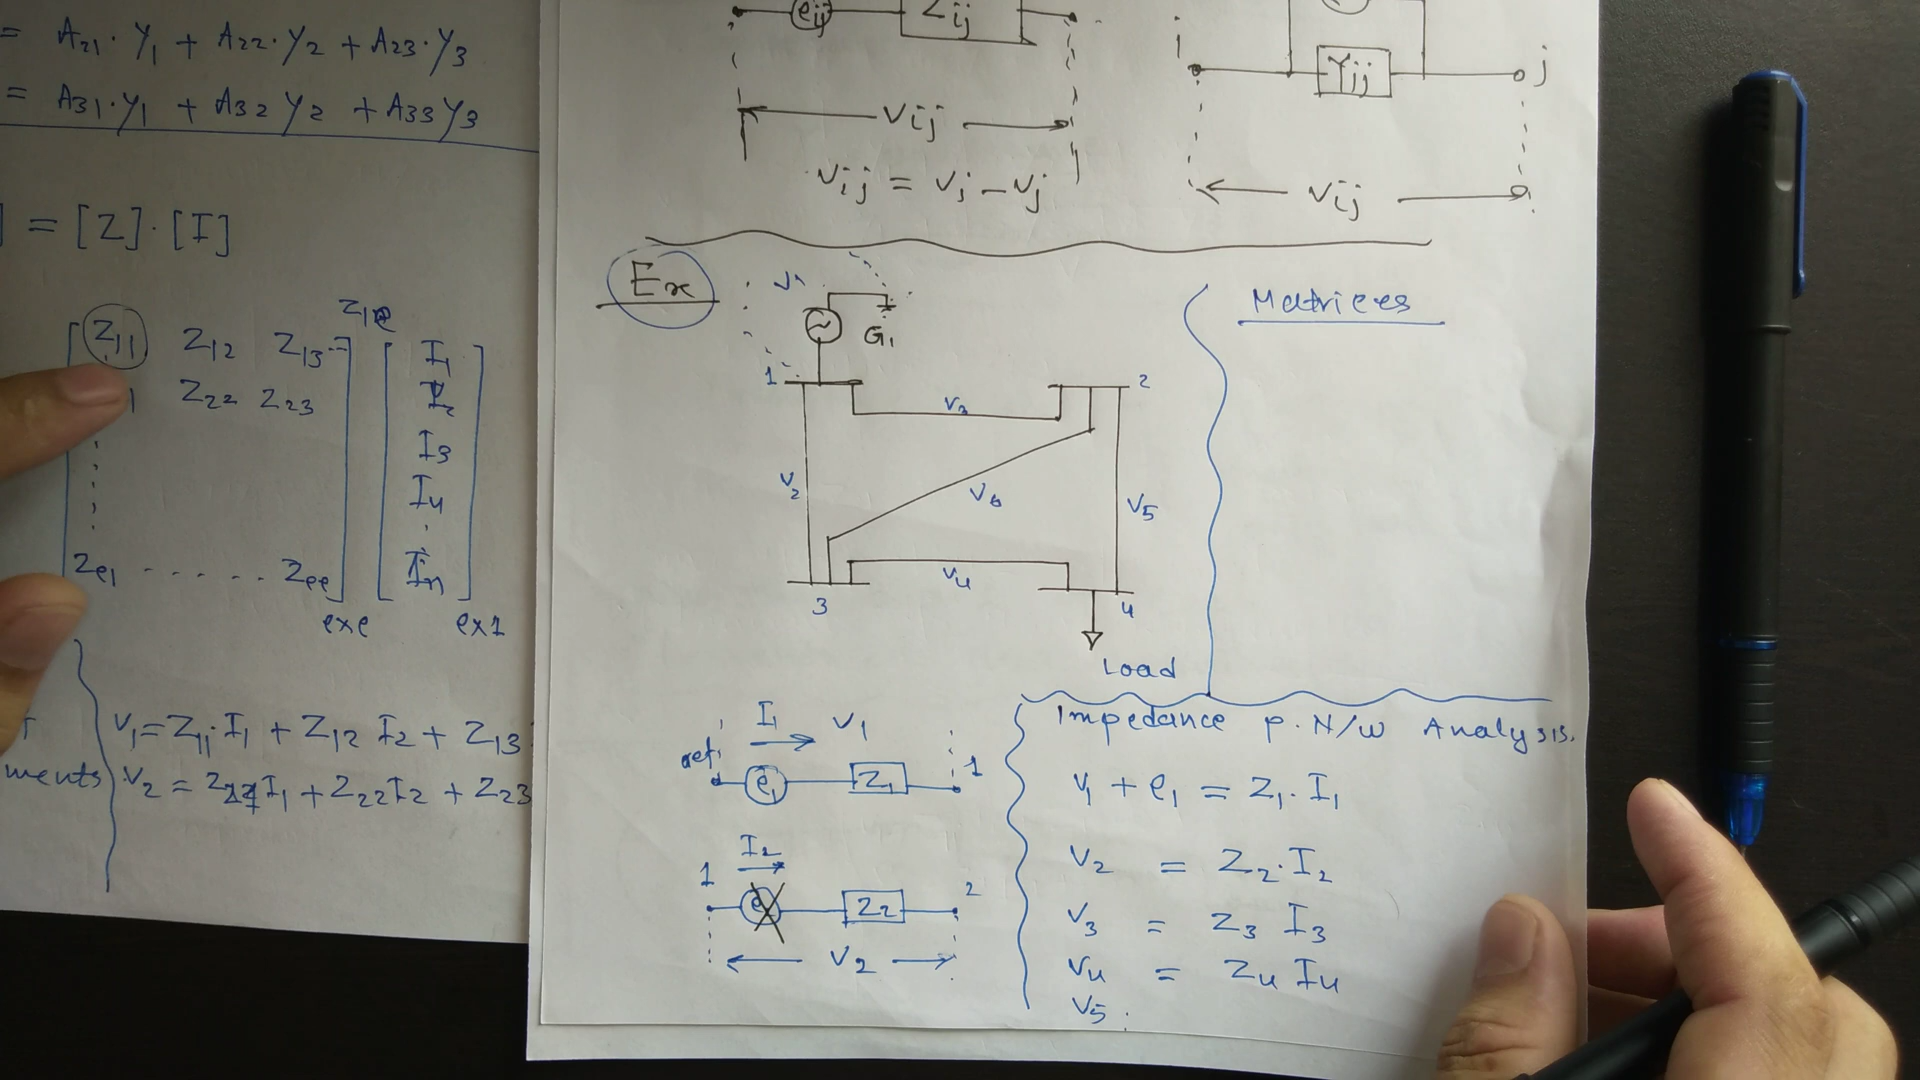 = A21. Y1 + A22. Y2 + A23. Y3
= A31. Y1 + A32 Y2 + A33 Y3
] = [Z]. [I]
Z1e
Z11 Z12 Z13 -- I1
1 Z22 Z23 I2
I3
I4
Ze1 ...... Zee In
exe ex1
V1 = Z11. I1 + Z12 I2 + Z13
ments V2 = I1 + Z22 I2 + Z23
eij Zij
Vij
Vij = Vi - Vj
i Yij j
Vij
Ex
G1
1 2
V3
V2 V6 V5
V4
3 4
Load
Matrices
I1 V1
ref. e1 Z1 1
I2
1 e Z2 2
V2
Impedance p. N/W Analysis.
V1 + e1 = Z1. I1
V2 = Z2. I2
V3 = Z3 I3
V4 = Z4 I4
V5